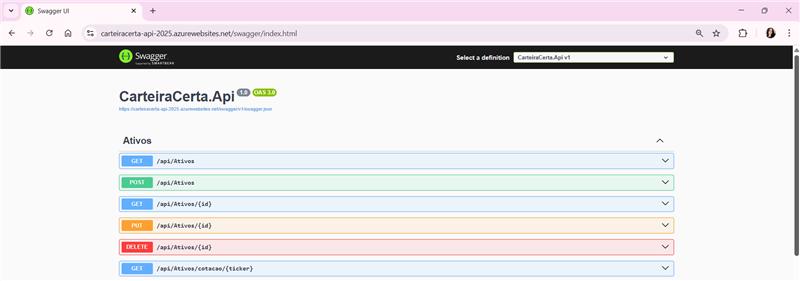 Swagger UI
carteiracerta-api-2025.azurewebsites.net/swagger/index.html
Swagger
Supported by SMARTBEAR
Select a definition
CarteiraCerta.Api v1
CarteiraCerta.Api 1.0 OAS 3.0
https://carteiracerta-api-2025.azurewebsites.net/swagger/v1/swagger.json
Ativos
GET /api/Ativos
POST /api/Ativos
GET /api/Ativos/{id}
PUT /api/Ativos/{id}
DELETE /api/Ativos/{id}
GET /api/Ativos/cotacao/{ticker}